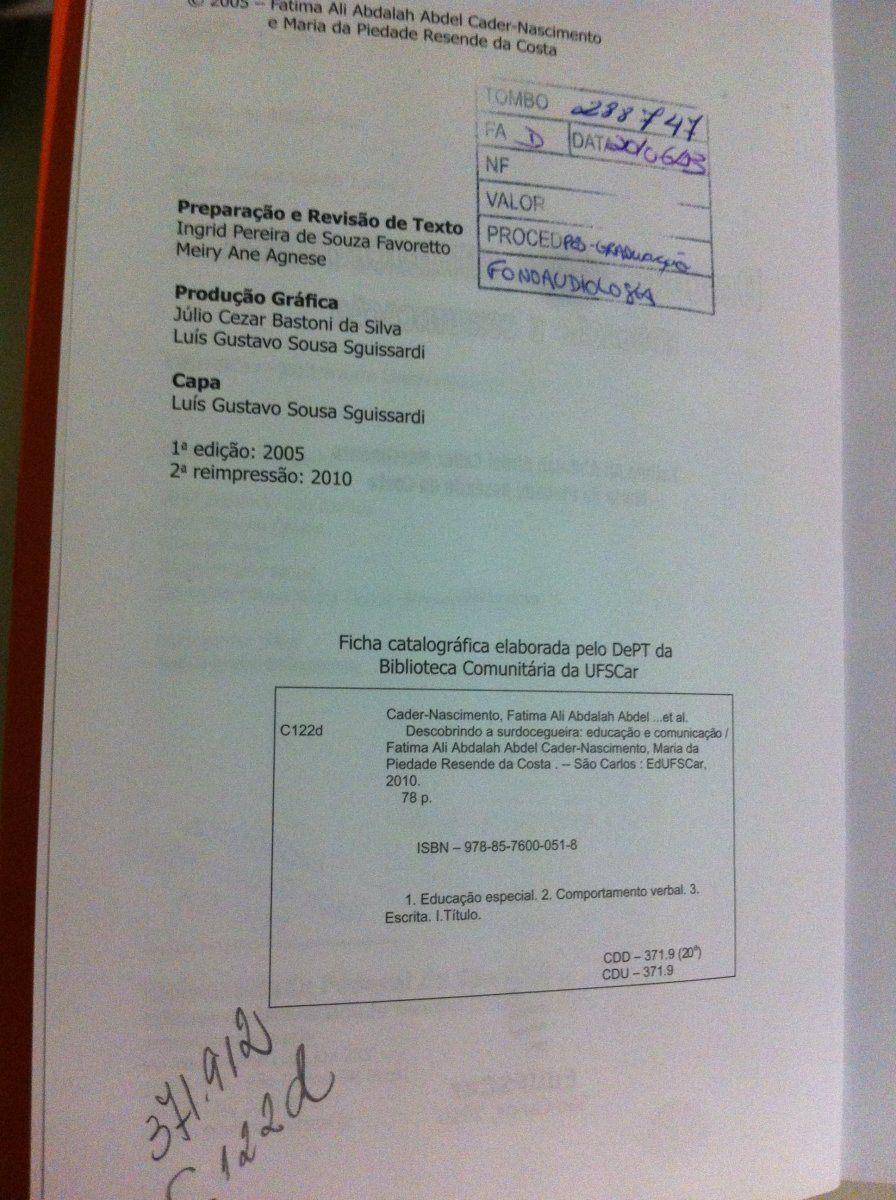 © 2005 – Fatima Ali Abdalah Abdel Cader-Nascimento
e Maria da Piedade Resende da Costa
TOMBO 288747
FA D DATA 20/06/13
NF
VALOR
PROCED PÓS-GRADUAÇÃO
FONOAUDIOLOGIA
Preparação e Revisão de Texto
Ingrid Pereira de Souza Favoretto
Meiry Ane Agnese
Produção Gráfica
Júlio Cezar Bastoni da Silva
Luís Gustavo Sousa Sguissardi
Capa
Luís Gustavo Sousa Sguissardi
1ª edição: 2005
2ª reimpressão: 2010
Ficha catalográfica elaborada pelo DePT da
Biblioteca Comunitária da UFSCar
Cader-Nascimento, Fatima Ali Abdalah Abdel ...et al.
C122d Descobrindo a surdocegueira: educação e comunicação /
Fatima Ali Abdalah Abdel Cader-Nascimento, Maria da
Piedade Resende da Costa . -- São Carlos : EdUFSCar,
2010.
78 p.
ISBN – 978-85-7600-051-8
1. Educação especial. 2. Comportamento verbal. 3.
Escrita. I.Título.
CDD – 371.9 (20ª)
CDU – 371.9
371.912
C122d